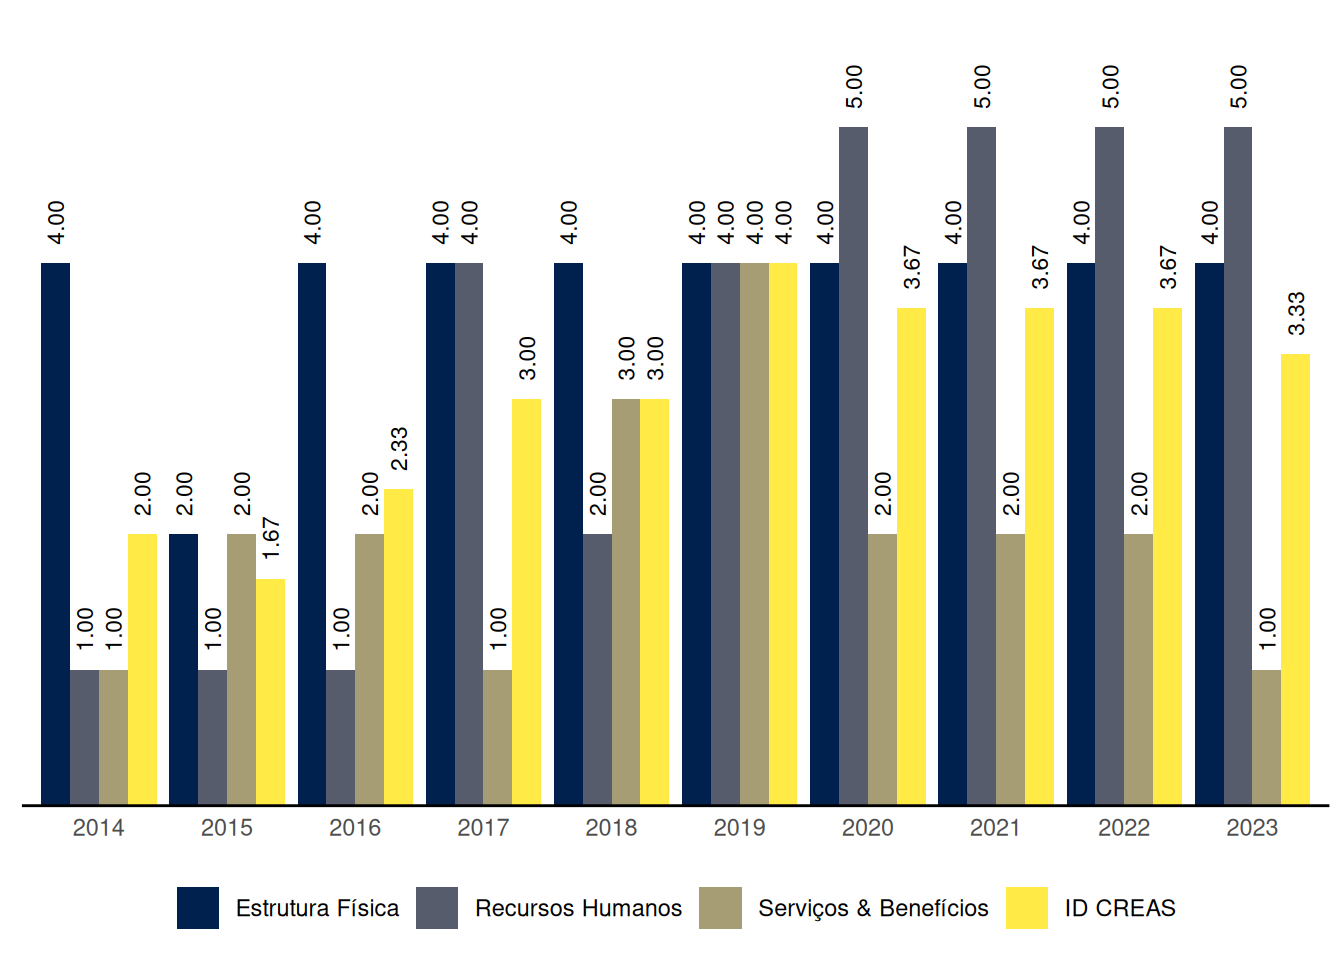 5.00 5.00 5.00 5.00
4.00 4.00 4.00 4.00 4.00 4.00 4.00 4.00 4.00 4.00 4.00 4.00 4.00
3.67 3.67 3.67
3.33
3.00 3.00 3.00
2.33
2.00 2.00 2.00 2.00 2.00 2.00 2.00 2.00
1.67
1.00 1.00 1.00 1.00 1.00 1.00
2014 2015 2016 2017 2018 2019 2020 2021 2022 2023
Estrutura Física Recursos Humanos Serviços & Benefícios ID CREAS